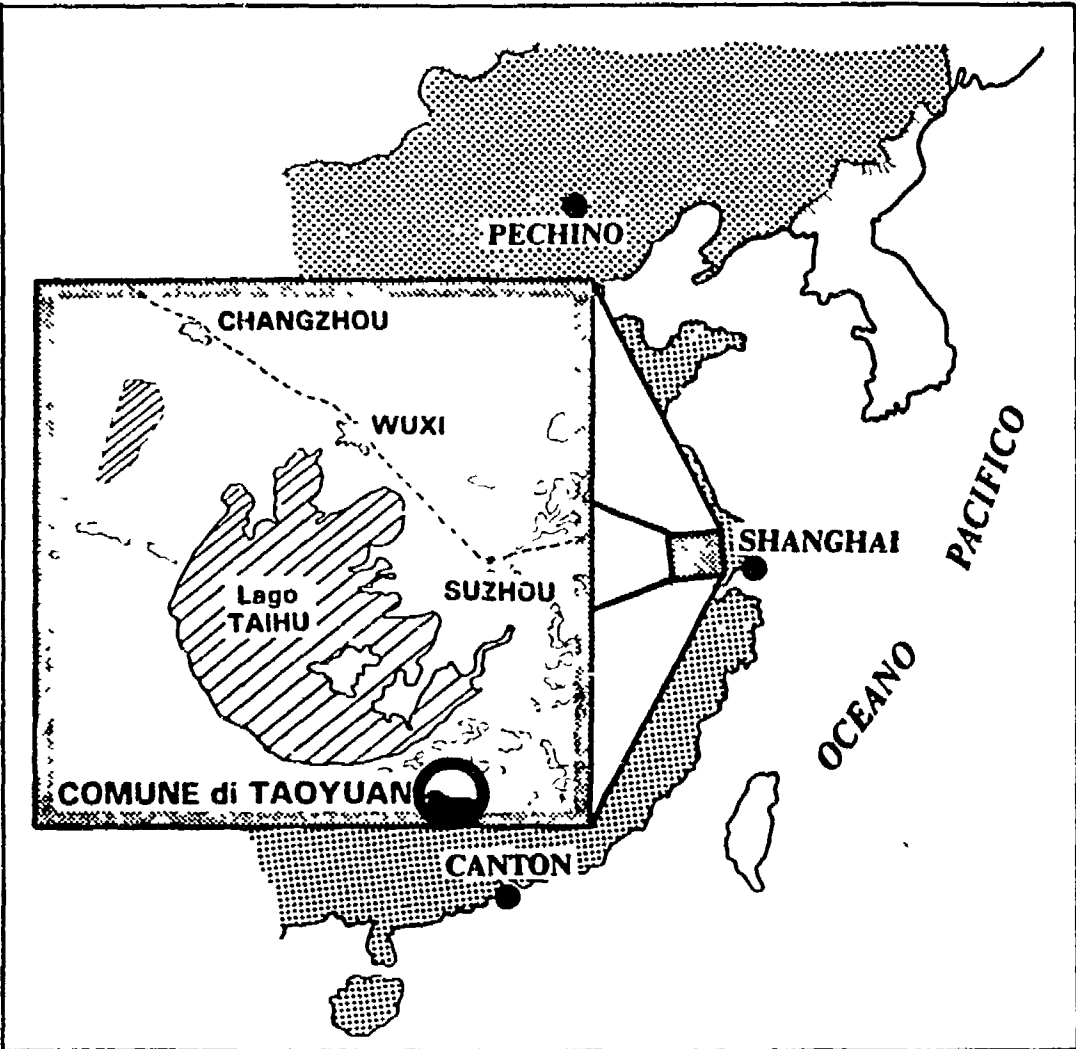 PECHINO
CHANGZHOU
WUXI
SHANGHAI
SUZHOU
Lago
TAIHU
COMUNE di TAOYUAN
CANTON
OCEANO PACIFICO